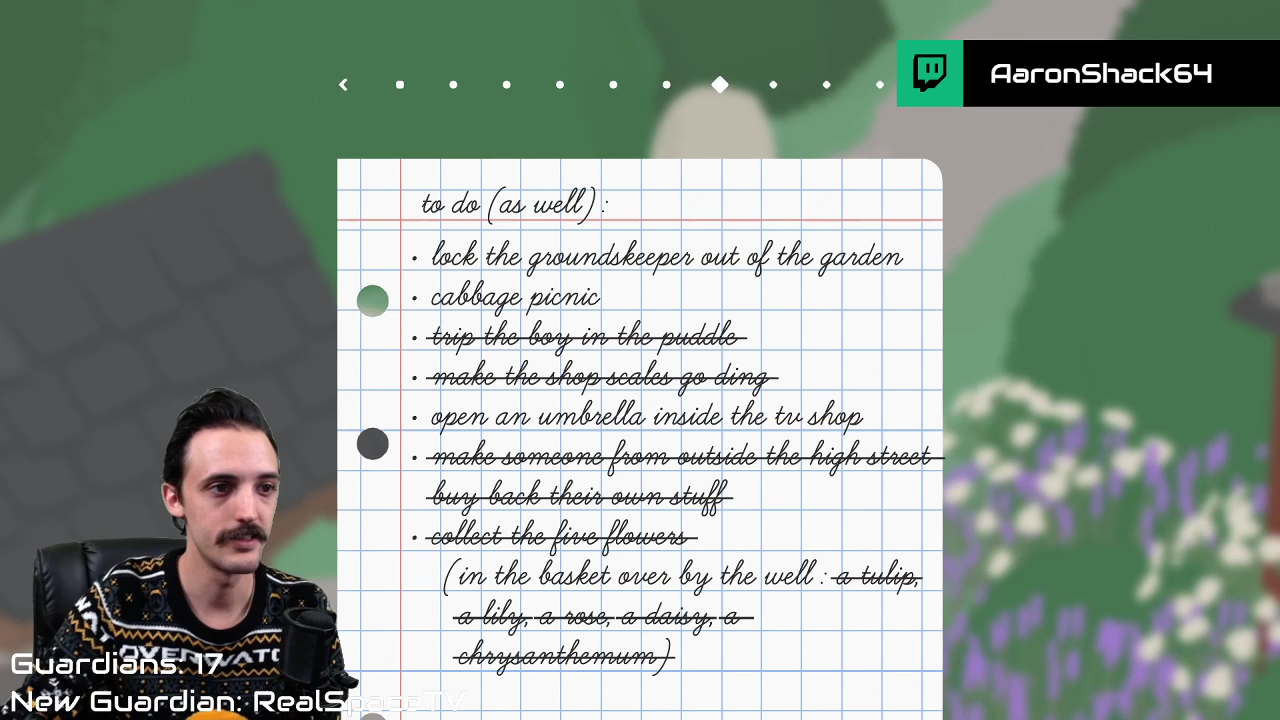 AaronShack64
to do (as well) :
• lock the groundskeeper out of the garden
• cabbage picnic
• trip the boy in the puddle
• make the shop scales go ding
• open an umbrella inside the tv shop
• make someone from outside the high street
buy back their own stuff
• collect the five flowers
(in the basket over by the well : a tulip,
a lily, a rose, a daisy, a
chrysanthemum)
Guardians: 17
New Guardian: RealSpaceTV